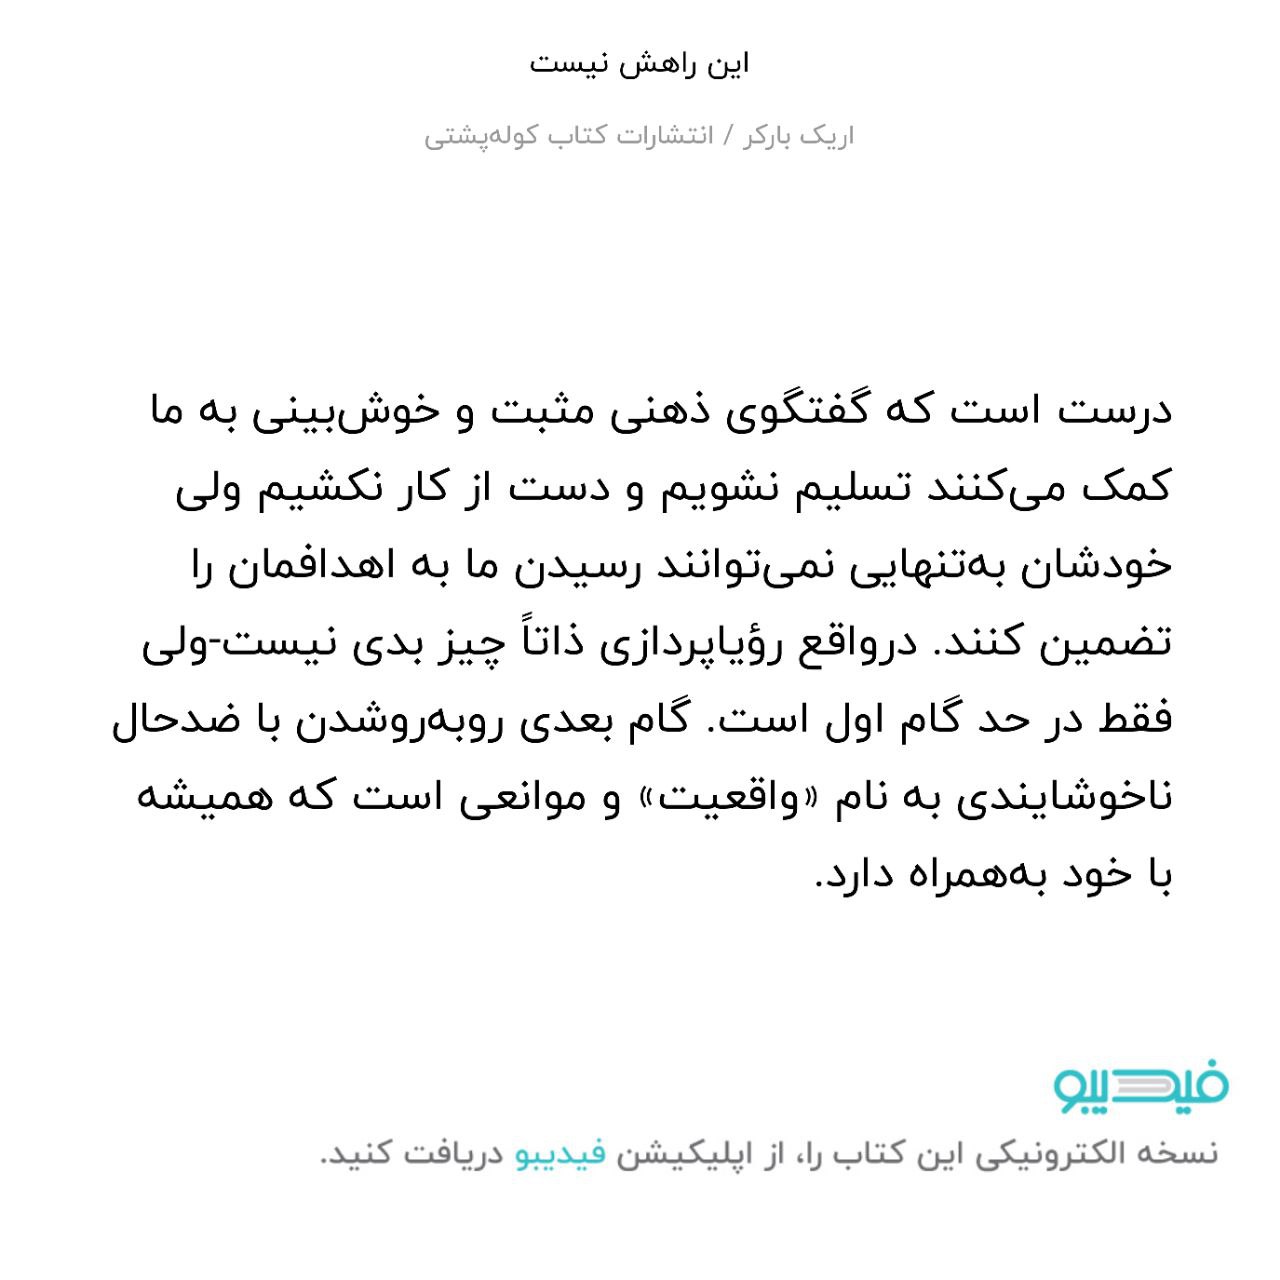 این راهش نیست
اریک بارکر / انتشارات کتاب کوله‌پشتی
درست است که گفتگوی ذهنی مثبت و خوش‌بینی به ما
کمک می‌کنند تسلیم نشویم و دست از کار نکشیم ولی
خودشان به‌تنهایی نمی‌توانند رسیدن ما به اهدافمان را
تضمین کنند. درواقع رؤیاپردازی ذاتاً چیز بدی نیست-ولی
فقط در حد گام اول است. گام بعدی روبه‌روشدن با ضدحال
ناخوشایندی به نام «واقعیت» و موانعی است که همیشه
با خود به‌همراه دارد.
فیدیبو
نسخه الکترونیکی این کتاب را، از اپلیکیشن فیدیبو دریافت کنید.